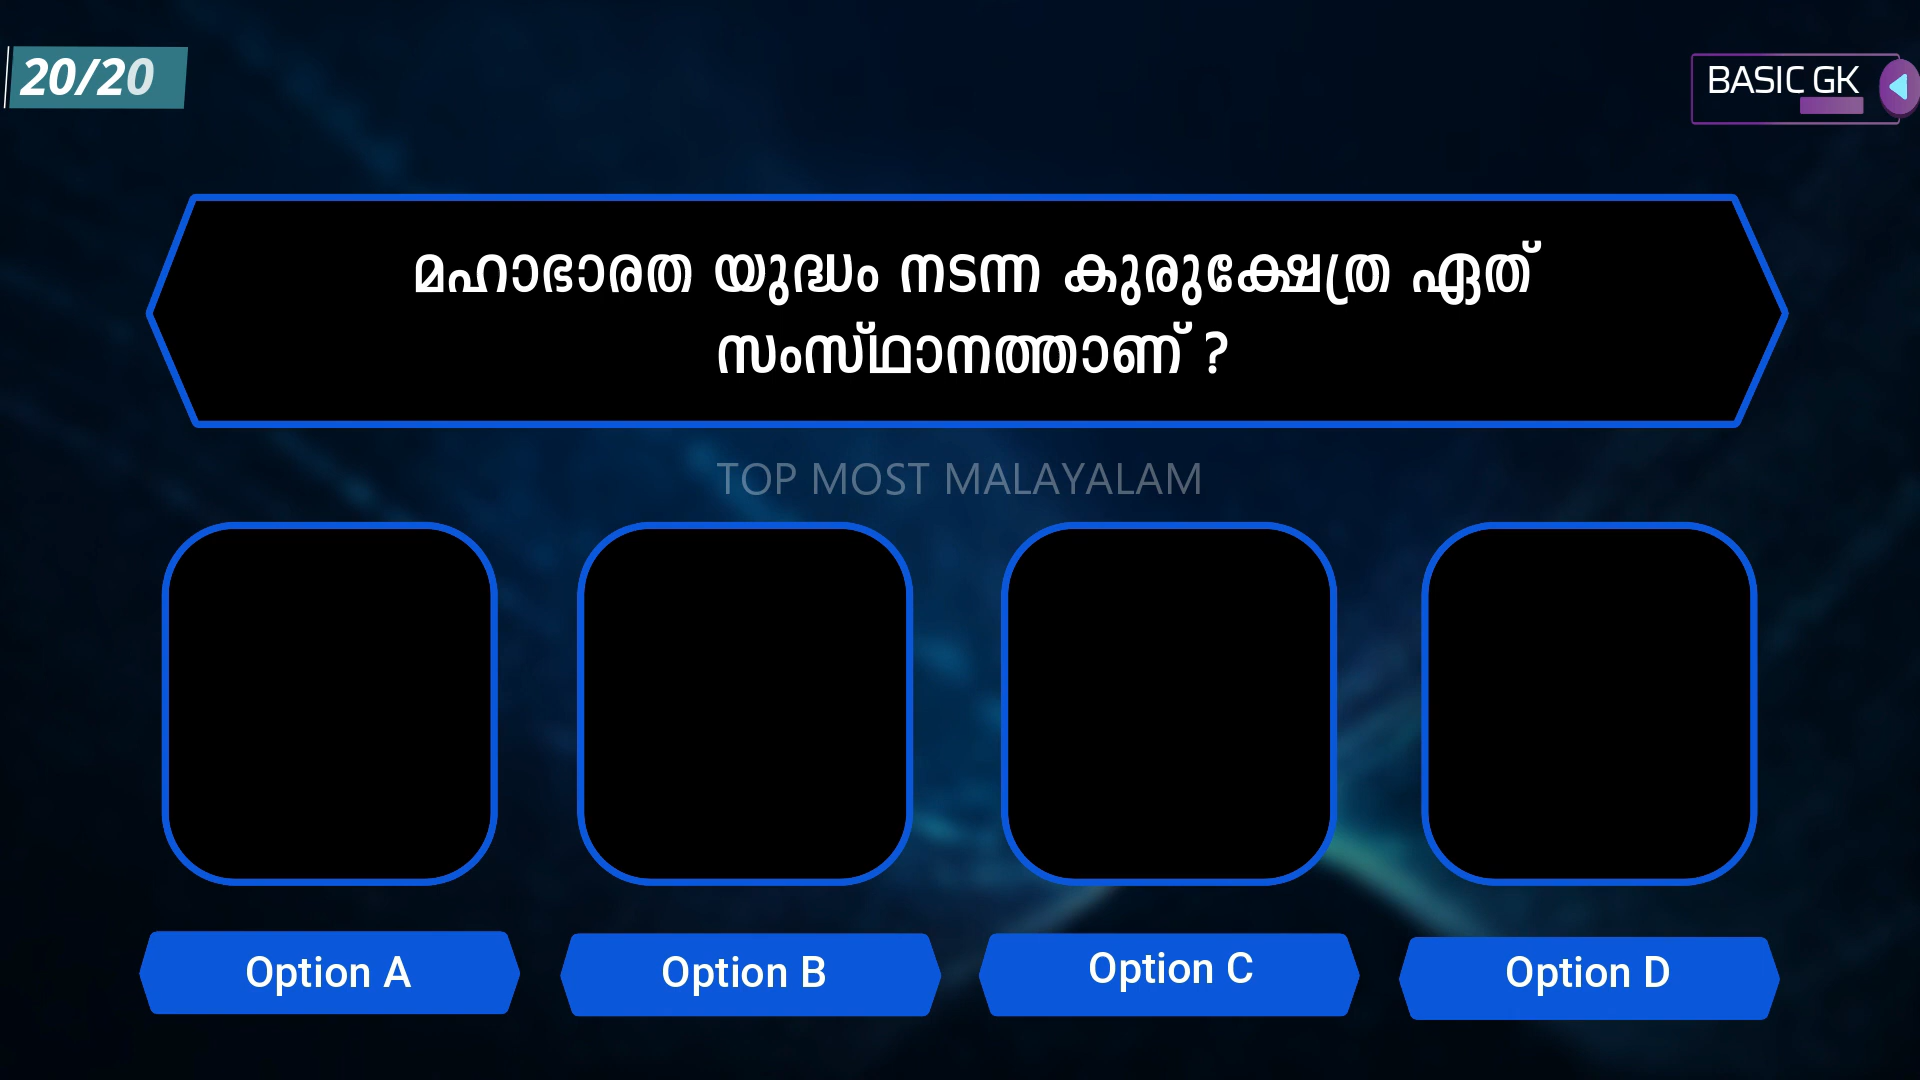 20/20
BASIC GK
മഹാഭാരത യുദ്ധം നടന്ന കുരുക്ഷേത്ര ഏത്
സംസ്ഥാനത്താണ് ?
TOP MOST MALAYALAM
Option A
Option B
Option C
Option D